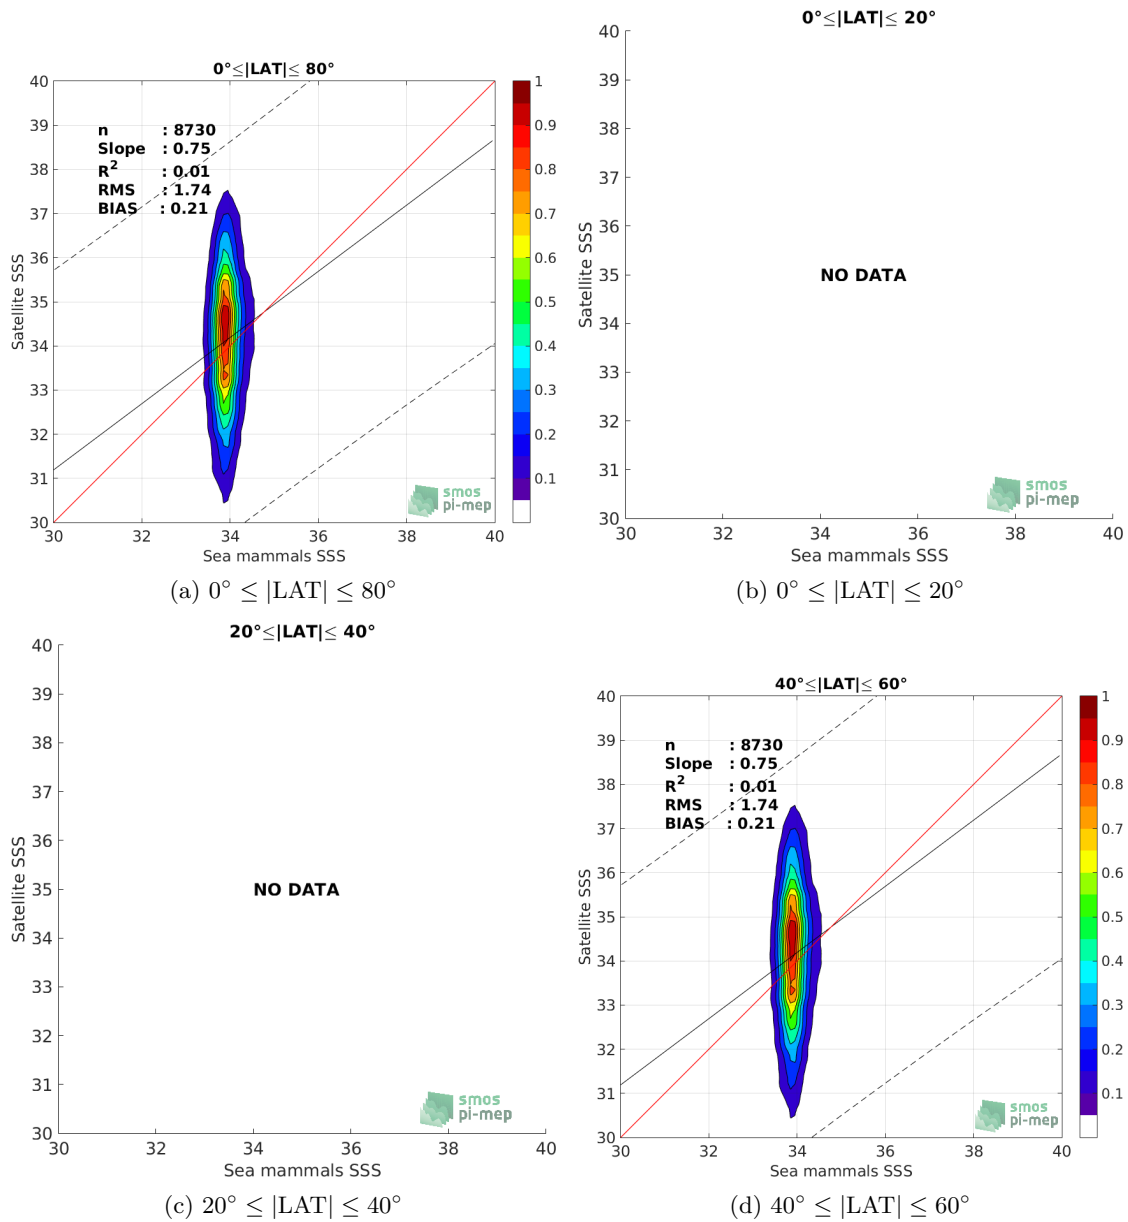 0°≤|LAT|≤ 80°
40
39
38
37
36
35
34
33
32
31
30
n : 8730
Slope : 0.75
R² : 0.01
RMS : 1.74
BIAS : 0.21
Satellite SSS
30 32 34 36 38 40
Sea mammals SSS
smos
pi-mep
1
0.9
0.8
0.7
0.6
0.5
0.4
0.3
0.2
0.1
(a) 0° ≤ |LAT| ≤ 80°
0°≤|LAT|≤ 20°
40
39
38
37
36
35
34
33
32
31
30
Satellite SSS
NO DATA
smos
pi-mep
30 32 34 36 38 40
Sea mammals SSS
(b) 0° ≤ |LAT| ≤ 20°
20°≤|LAT|≤ 40°
40
39
38
37
36
35
34
33
32
31
30
Satellite SSS
NO DATA
smos
pi-mep
30 32 34 36 38 40
Sea mammals SSS
(c) 20° ≤ |LAT| ≤ 40°
40°≤|LAT|≤ 60°
40
39
38
37
36
35
34
33
32
31
30
n : 8730
Slope : 0.75
R² : 0.01
RMS : 1.74
BIAS : 0.21
Satellite SSS
30 32 34 36 38 40
Sea mammals SSS
smos
pi-mep
1
0.9
0.8
0.7
0.6
0.5
0.4
0.3
0.2
0.1
(d) 40° ≤ |LAT| ≤ 60°